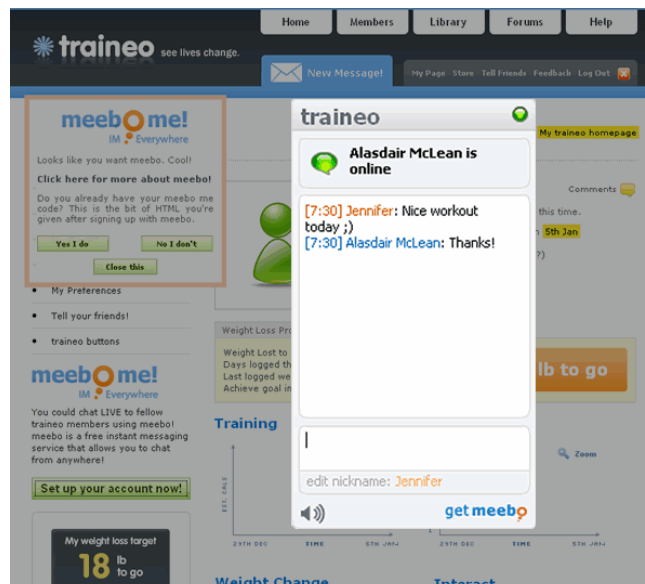 Home Members Library Forums Help
traineo see lives change.
New Message!
My Page Store Tell Friends Feedback Log Out
meebo me!
IM Everywhere
Looks like you want meebo. Cool!
Click here for more about meebo!
Do you already have your meebo me
code? This is the bit of HTML you're
given after signing up with meebo.
Yes I do No I don't
Close this
My Preferences
Tell your friends!
traineo buttons
meebo me!
IM Everywhere
You could chat LIVE to fellow
traineo members using meebo!
meebo is a free instant messaging
service that allows you to chat
from anywhere!
Set up your account now!
My weight loss target
18 lb
to go
traineo
Alasdair McLean is
online
[7:30] Jennifer: Nice workout
today ;)
[7:30] Alasdair McLean: Thanks!
edit nickname: Jennifer
get meebo
My traineo homepage
Comments
this time.
5th Jan
?)
Weight Loss Pro
Weight Lost to
Days logged th
Last logged we
Achieve goal in
lb to go
Training
Zoom
EST. CALS
29TH DEC TIME 5TH JAN
29TH DEC TIME 5TH JAN
Weight Change
Interact